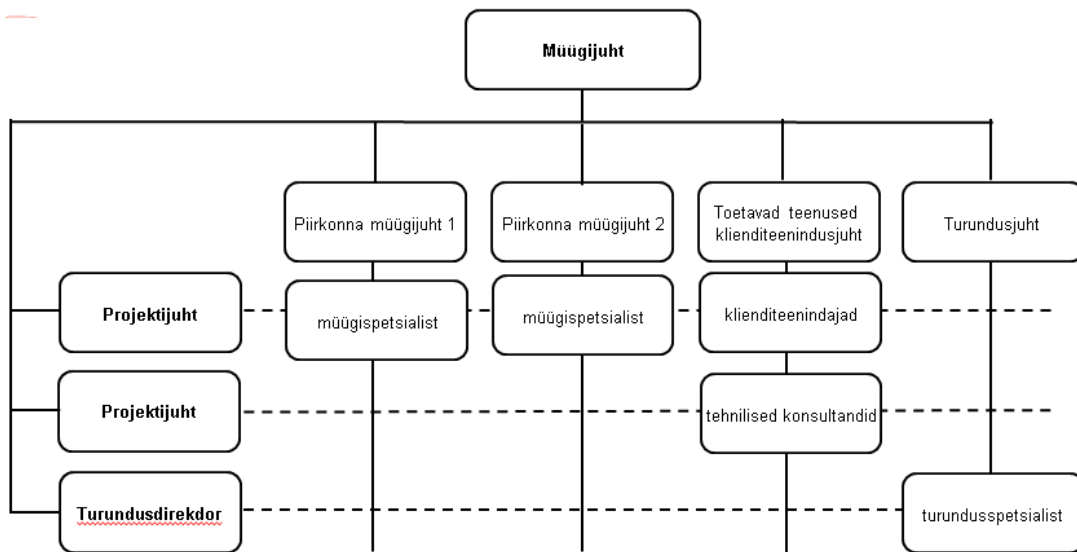 Müügijuht
Piirkonna müügijuht 1
Piirkonna müügijuht 2
Toetavad teenused
klienditeenindusjuht
Turundusjuht
Projektijuht
müügispetsialist
müügispetsialist
klienditeenindajad
Projektijuht
tehnilised konsultandid
Turundusdirekdor
turundusspetsialist